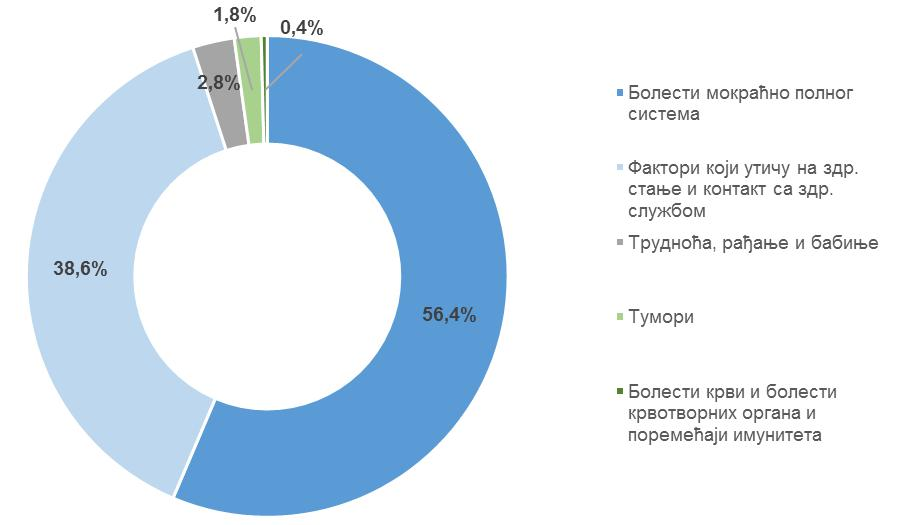 1,8%
0,4%
2,8%
38,6%
56,4%
Болести мокраћно полног
система
Фактори који утичу на здр.
стање и контакт са здр.
службом
Трудноћа, рађање и бабиње
Тумори
Болести крви и болести
крвотворних органа и
поремећаји имунитета